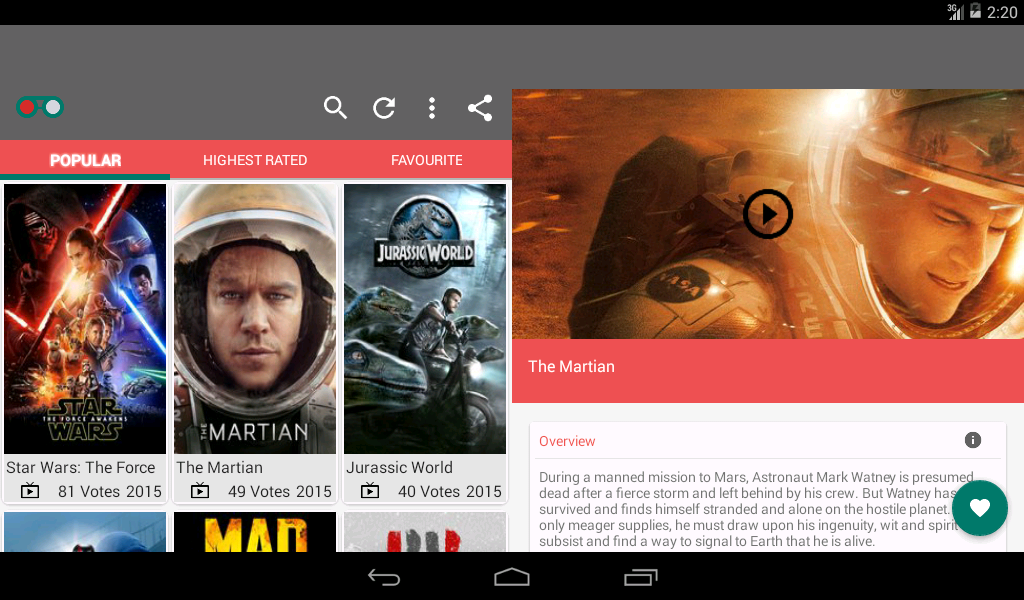 3G 2:20
POPULAR HIGHEST RATED FAVOURITE
STAR
THE FORCE AWAKENS
WARS
THE
MARTIAN
JURASSIC WORLD
Star Wars: The Force
81 Votes 2015
The Martian
49 Votes 2015
Jurassic World
40 Votes 2015
MAD
NASA
The Martian
Overview
During a manned mission to Mars, Astronaut Mark Watney is presumed
dead after a fierce storm and left behind by his crew. But Watney has
survived and finds himself stranded and alone on the hostile planet.
only meager supplies, he must draw upon his ingenuity, wit and spirit
subsist and find a way to signal to Earth that he is alive.